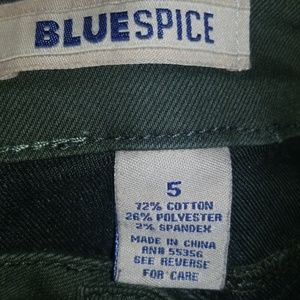 BLUESPICE
5
72% COTTON
26% POLYESTER
2% SPANDEX
MADE IN CHINA
RN# 55356
SEE REVERSE
FOR CARE